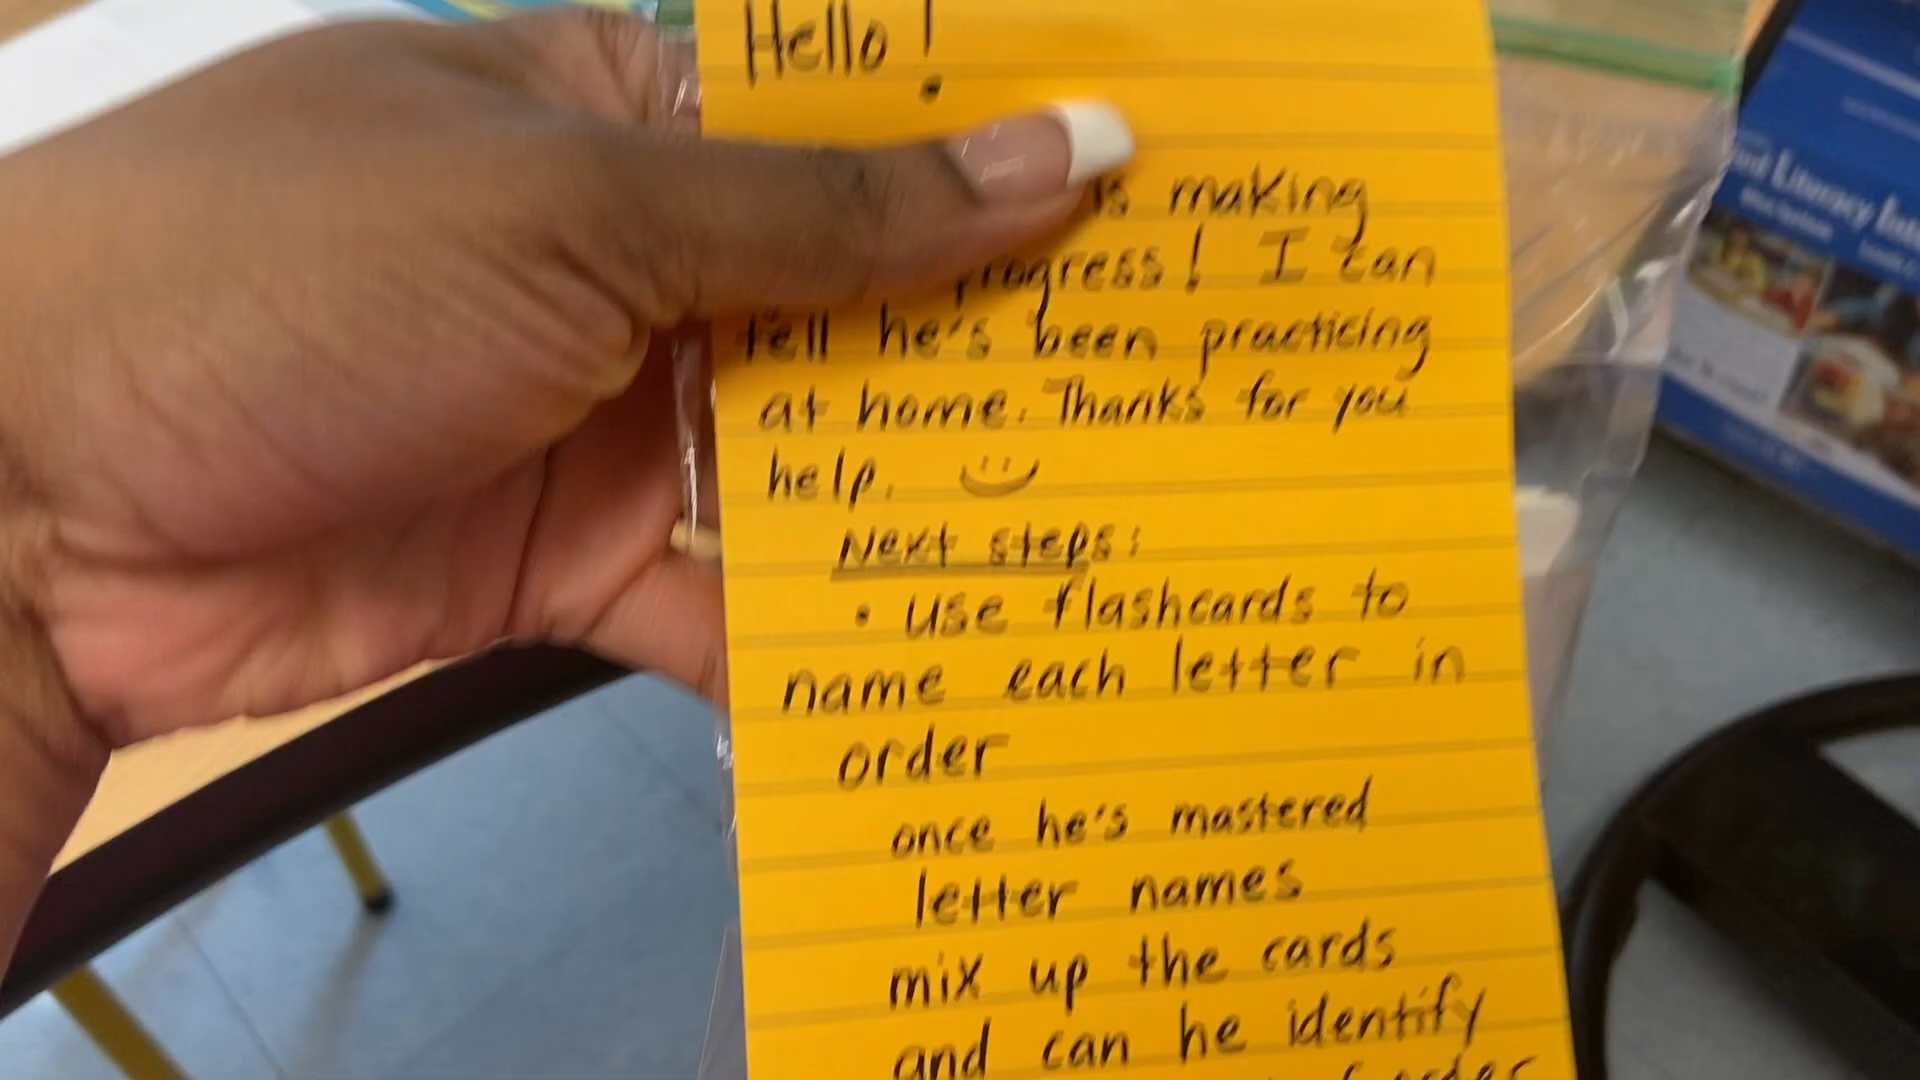 Hello!
is making
progress! I can
tell he's been practicing
at home. Thanks for you
help.
Next steps:
• use flashcards to
name each letter in
order
once he's mastered
letter names
mix up the cards
and can he identify
order
Literacy